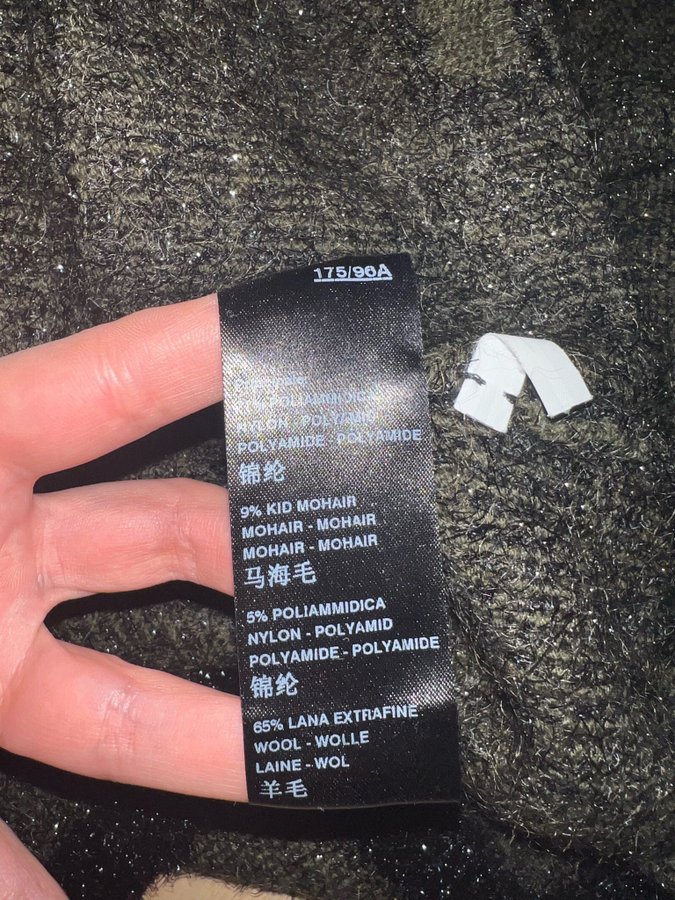 175/96A
POLIAMMIDICA
NYLON - POLYAMID
POLYAMIDE - POLYAMIDE
锦纶
9% KID MOHAIR
MOHAIR - MOHAIR
MOHAIR - MOHAIR
马海毛
5% POLIAMMIDICA
NYLON - POLYAMID
POLYAMIDE - POLYAMIDE
锦纶
65% LANA EXTRAFINE
WOOL - WOLLE
LAINE - WOL
羊毛